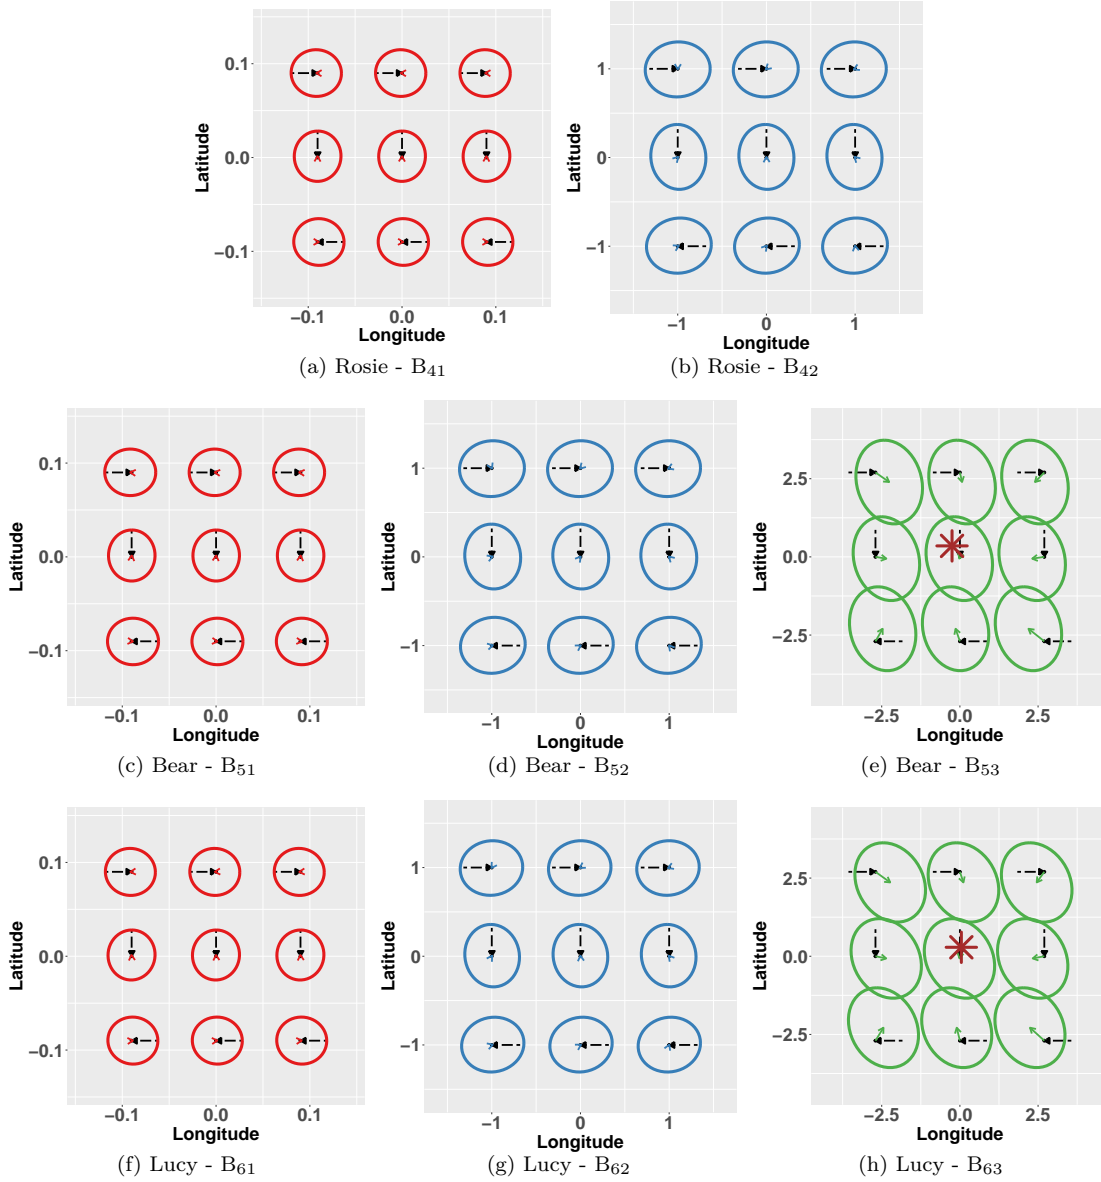 0.1
0.0
−0.1
Latitude
−0.1 0.0 0.1
Longitude
(a) Rosie - B41
1
0
−1
Latitude
−1 0 1
Longitude
(b) Rosie - B42
0.1
0.0
−0.1
Latitude
−0.1 0.0 0.1
Longitude
(c) Bear - B51
1
0
−1
Latitude
−1 0 1
Longitude
(d) Bear - B52
2.5
0.0
−2.5
Latitude
−2.5 0.0 2.5
Longitude
(e) Bear - B53
0.1
0.0
−0.1
Latitude
−0.1 0.0 0.1
Longitude
(f) Lucy - B61
1
0
−1
Latitude
−1 0 1
Longitude
(g) Lucy - B62
2.5
0.0
−2.5
Latitude
−2.5 0.0 2.5
Longitude
(h) Lucy - B63